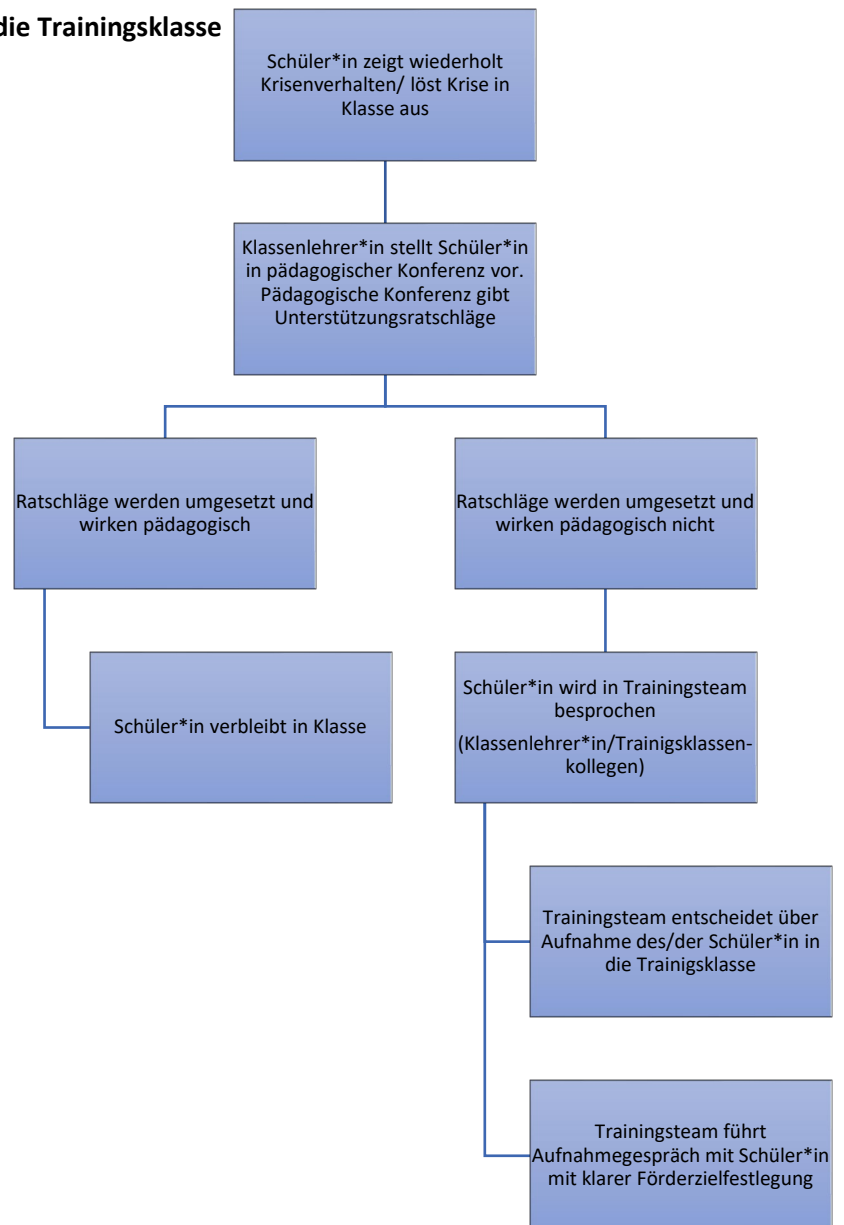 die Trainingsklasse
Schüler*in zeigt wiederholt
Krisenverhalten/ löst Krise in
Klasse aus
Klassenlehrer*in stellt Schüler*in
in pädagogischer Konferenz vor.
Pädagogische Konferenz gibt
Unterstützungsratschläge
Ratschläge werden umgesetzt und
wirken pädagogisch
Ratschläge werden umgesetzt und
wirken pädagogisch nicht
Schüler*in verbleibt in Klasse
Schüler*in wird in Trainingsteam
besprochen
(Klassenlehrer*in/Trainigsklassen-
kollegen)
Trainingsteam entscheidet über
Aufnahme des/der Schüler*in in
die Trainigsklasse
Trainingsteam führt
Aufnahmegespräch mit Schüler*in
mit klarer Förderzielfestlegung